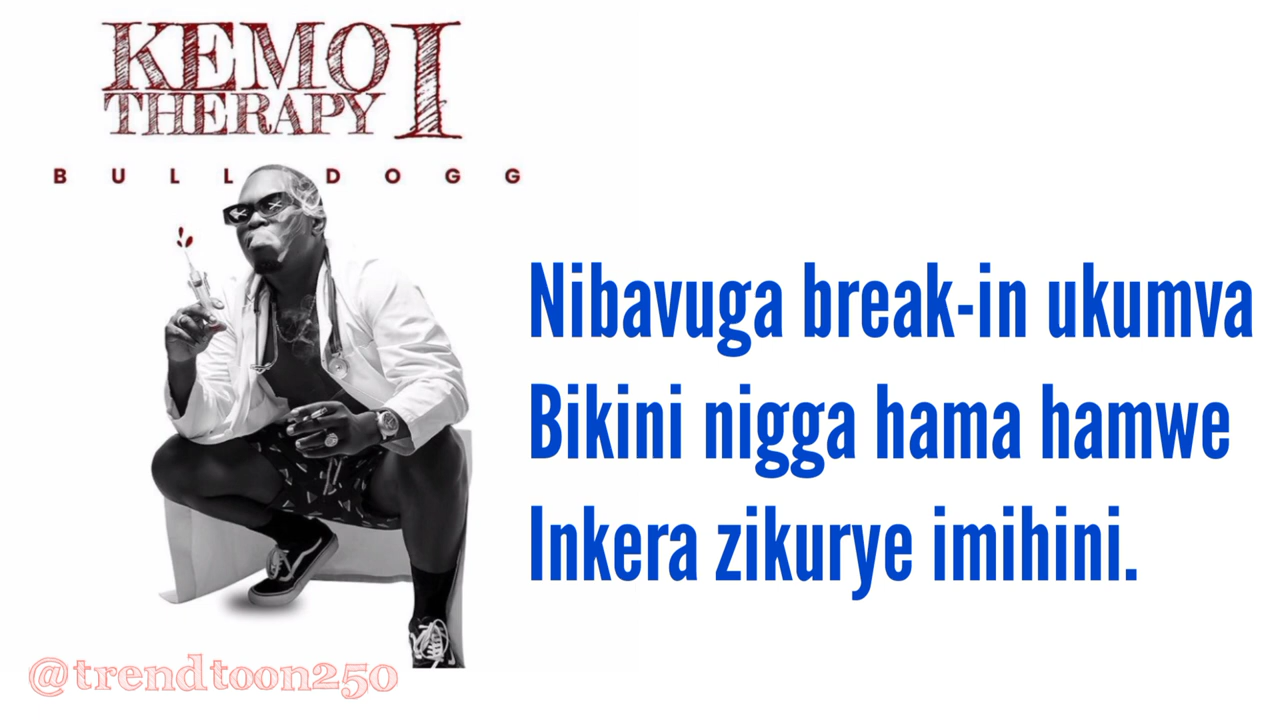 KEMO I
THERAPY
BULLDOGG
Nibavuga break-in ukumva
Bikini nigga hama hamwe
Inkera zikurye imihini.
@trendtoon250